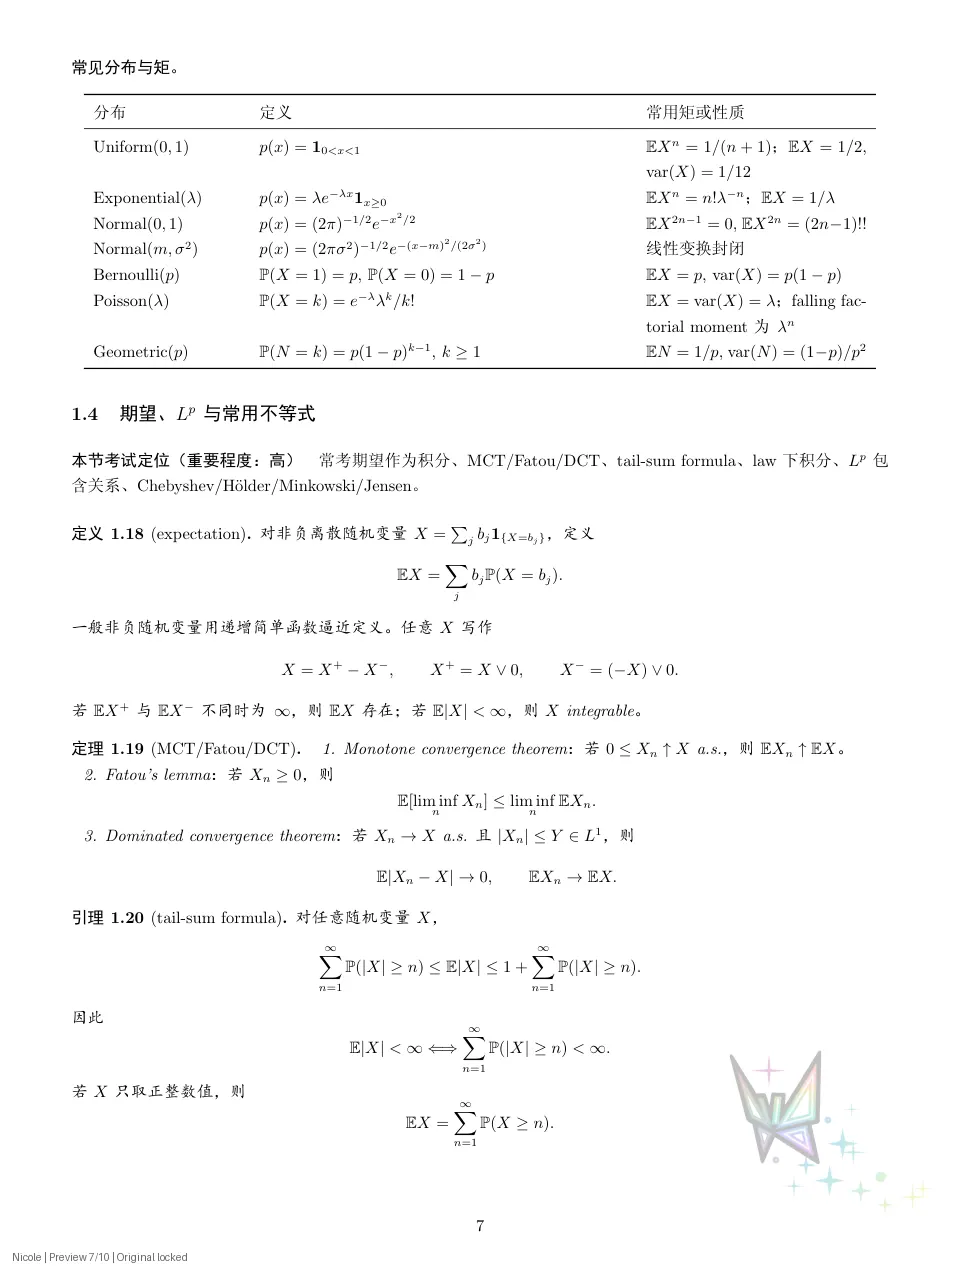 常见分布与矩。
分布 定义 常用矩或性质
Uniform(0, 1) p(x) = 𝟏_{0<x<1} 𝔼Xⁿ = 1/(n + 1)；𝔼X = 1/2,
var(X) = 1/12
Exponential(λ) p(x) = λe^{−λx}𝟏_{x≥0} 𝔼Xⁿ = n!λ^{−n}；𝔼X = 1/λ
Normal(0, 1) p(x) = (2π)^{−1/2}e^{−x²/2} 𝔼X^{2n−1} = 0, 𝔼X^{2n} = (2n−1)!!
Normal(m, σ²) p(x) = (2πσ²)^{−1/2}e^{−(x−m)²/(2σ²)} 线性变换封闭
Bernoulli(p) ℙ(X = 1) = p, ℙ(X = 0) = 1 − p 𝔼X = p, var(X) = p(1 − p)
Poisson(λ) ℙ(X = k) = e^{−λ}λ^k/k! 𝔼X = var(X) = λ；falling fac-
torial moment 为 λⁿ
Geometric(p) ℙ(N = k) = p(1 − p)^{k−1}, k ≥ 1 𝔼N = 1/p, var(N) = (1−p)/p²
1.4 期望、L^p 与常用不等式
本节考试定位（重要程度：高） 常考期望作为积分、MCT/Fatou/DCT、tail-sum formula、law 下积分、L^p 包
含关系、Chebyshev/Hölder/Minkowski/Jensen。
定义 1.18 (expectation). 对非负离散随机变量 X = ∑_j b_j𝟏_{{X=b_j}}，定义
𝔼X = ∑_j b_jℙ(X = b_j).
一般非负随机变量用递增简单函数逼近定义。任意 X 写作
X = X⁺ − X⁻, X⁺ = X ∨ 0, X⁻ = (−X) ∨ 0.
若 𝔼X⁺ 与 𝔼X⁻ 不同时为 ∞，则 𝔼X 存在；若 𝔼|X| < ∞，则 X integrable。
定理 1.19 (MCT/Fatou/DCT). 1. Monotone convergence theorem：若 0 ≤ X_n ↑ X a.s.，则 𝔼X_n ↑ 𝔼X。
2. Fatou's lemma：若 X_n ≥ 0，则
𝔼[lim inf_n X_n] ≤ lim inf_n 𝔼X_n.
3. Dominated convergence theorem：若 X_n → X a.s. 且 |X_n| ≤ Y ∈ L¹，则
𝔼|X_n − X| → 0, 𝔼X_n → 𝔼X.
引理 1.20 (tail-sum formula). 对任意随机变量 X，
∑_{n=1}^{∞} ℙ(|X| ≥ n) ≤ 𝔼|X| ≤ 1 + ∑_{n=1}^{∞} ℙ(|X| ≥ n).
因此
𝔼|X| < ∞ ⟺ ∑_{n=1}^{∞} ℙ(|X| ≥ n) < ∞.
若 X 只取正整数值，则
𝔼X = ∑_{n=1}^{∞} ℙ(X ≥ n).
7
Nicole | Preview 7/10 | Original locked